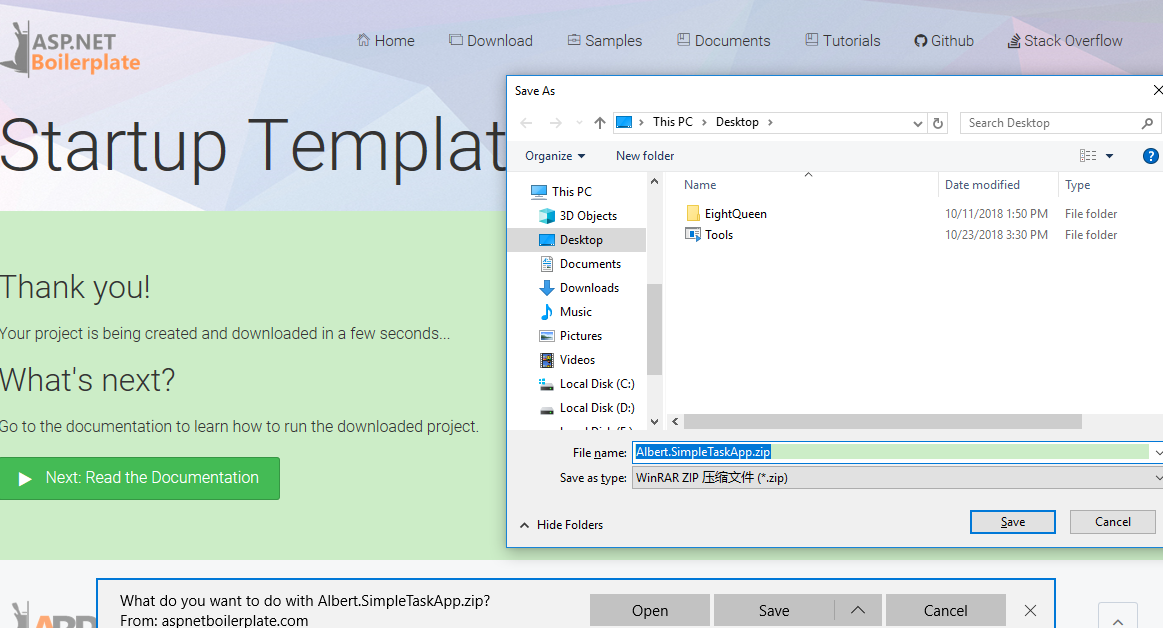 ASP.NET
Boilerplate
Home Download Samples Documents Tutorials Github Stack Overflow
Startup Templat
Thank you!
Your project is being created and downloaded in a few seconds...
What's next?
Go to the documentation to learn how to run the downloaded project.
Next: Read the Documentation
Save As
This PC > Desktop >
Search Desktop
Organize
New folder
?
Name Date modified Type
This PC
3D Objects
Desktop
Documents
Downloads
Music
Pictures
Videos
Local Disk (C:)
Local Disk (D:)
EightQueen 10/11/2018 1:50 PM File folder
Tools 10/23/2018 3:30 PM File folder
File name: Albert.SimpleTaskApp.zip
Save as type: WinRAR ZIP 压缩文件 (*.zip)
Hide Folders
Save
Cancel
What do you want to do with Albert.SimpleTaskApp.zip?
From: aspnetboilerplate.com
Open
Save
Cancel